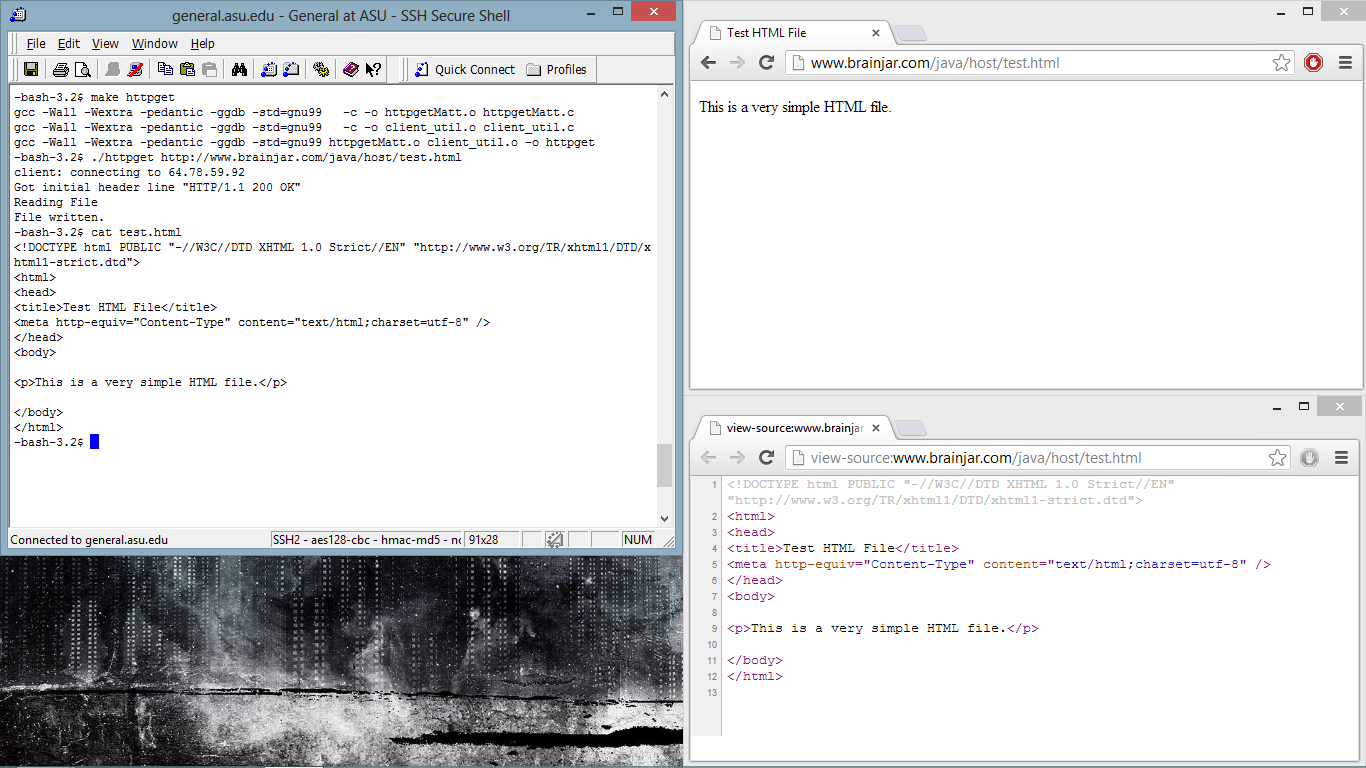 general.asu.edu - General at ASU - SSH Secure Shell
File Edit View Window Help
Quick Connect Profiles
-bash-3.2$ make httpget
gcc -Wall -Wextra -pedantic -ggdb -std=gnu99   -c -o httpgetMatt.o httpgetMatt.c
gcc -Wall -Wextra -pedantic -ggdb -std=gnu99   -c -o client_util.o client_util.c
gcc -Wall -Wextra -pedantic -ggdb -std=gnu99 httpgetMatt.o client_util.o -o httpget
-bash-3.2$ ./httpget http://www.brainjar.com/java/host/test.html
client: connecting to 64.78.59.92
Got initial header line "HTTP/1.1 200 OK"
Reading File
File written.
-bash-3.2$ cat test.html
<!DOCTYPE html PUBLIC "-//W3C//DTD XHTML 1.0 Strict//EN" "http://www.w3.org/TR/xhtml1/DTD/x
html1-strict.dtd">
<html>
<head>
<title>Test HTML File</title>
<meta http-equiv="Content-Type" content="text/html;charset=utf-8" />
</head>
<body>
<p>This is a very simple HTML file.</p>
</body>
</html>
-bash-3.2$
Connected to general.asu.edu SSH2 - aes128-cbc - hmac-md5 - nc 91x28 NUM
Test HTML File
www.brainjar.com/java/host/test.html
This is a very simple HTML file.
view-source:www.brainjar
view-source:www.brainjar.com/java/host/test.html
1 <!DOCTYPE html PUBLIC "-//W3C//DTD XHTML 1.0 Strict//EN"
"http://www.w3.org/TR/xhtml1/DTD/xhtml1-strict.dtd">
2 <html>
3 <head>
4 <title>Test HTML File</title>
5 <meta http-equiv="Content-Type" content="text/html;charset=utf-8" />
6 </head>
7 <body>
8
9 <p>This is a very simple HTML file.</p>
10
11 </body>
12 </html>
13